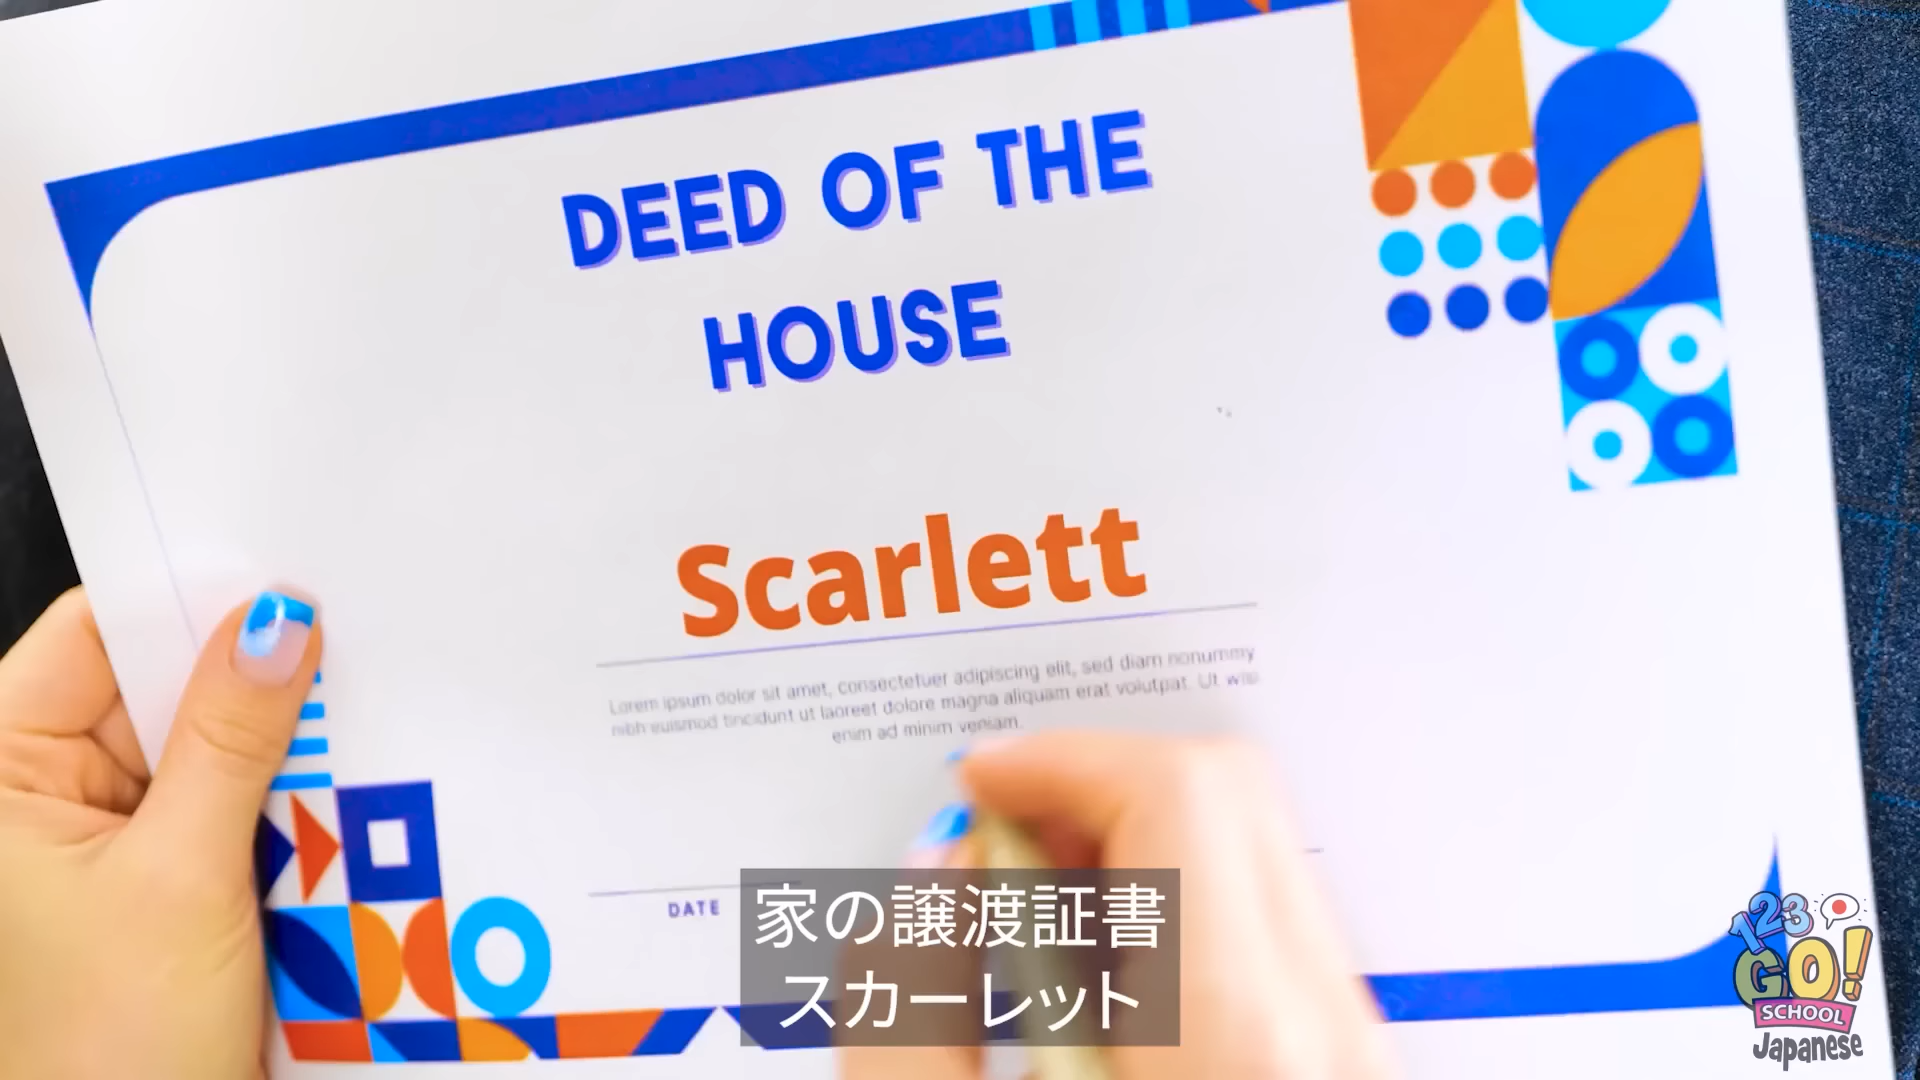 DEED OF THE
HOUSE
Scarlett
Lorem ipsum dolor sit amet, consectetuer adipiscing elit, sed diam nonummy
nibh euismod tincidunt ut laoreet dolore magna aliquam erat volutpat. Ut wisi
enim ad minim veniam.
DATE
家の譲渡証書
スカーレット
123
GO!
SCHOOL
Japanese